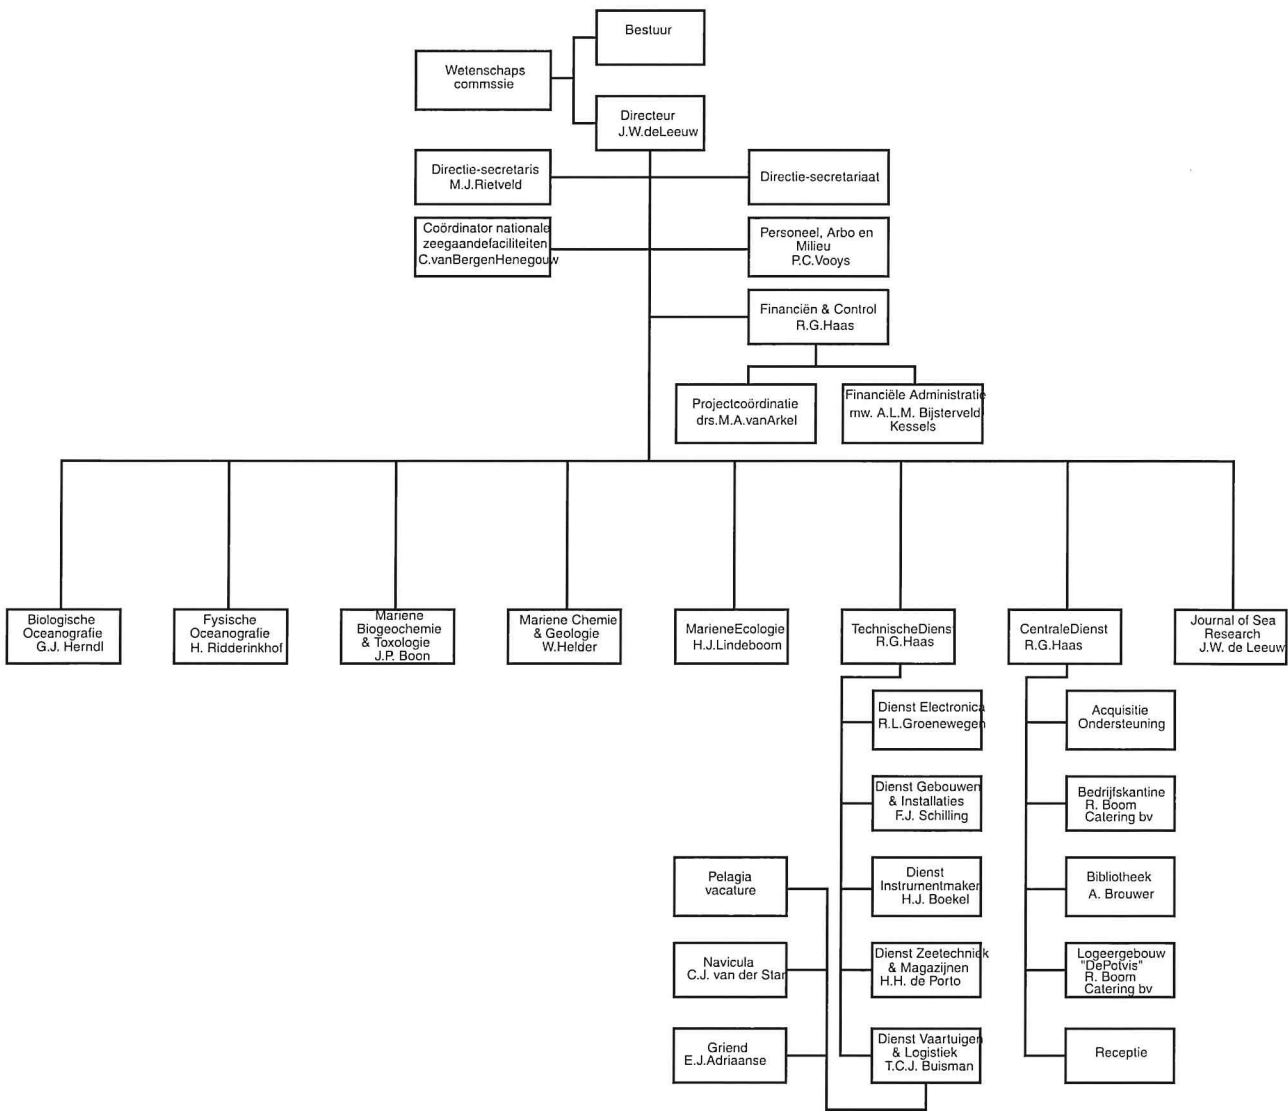 Bestuur
Wetenschaps
commssie
Directeur
J.W.deLeeuw
Directie-secretaris
M.J.Rietveld
Directie-secretariaat
Coördinator nationale
zeegaandefaciliteiten
C.vanBergenHenegouw
Personeel, Arbo en
Milieu
P.C.Vooys
Financiën & Control
R.G.Haas
Projectcoördinatie
drs.M.A.vanArkel
Financiële Administratie
mw. A.L.M. Bijsterveld
Kessels
Biologische
Oceanografie
G.J. Herndl
Fysische
Oceanografie
H. Ridderinkhof
Mariene
Biogeochemie
& Toxologie
J.P. Boon
Mariene Chemie
& Geologie
W.Helder
MarieneEcologie
H.J.Lindeboom
TechnischeDienst
R.G.Haas
CentraleDienst
R.G.Haas
Journal of Sea
Research
J.W. de Leeuw
Dienst Electronica
R.L.Groenewegen
Acquisitie
Ondersteuning
Dienst Gebouwen
& Installaties
F.J. Schilling
Bedrijfskantine
R. Boom
Catering bv
Pelagia
vacature
Dienst
Instrumentmaker
H.J. Boekel
Bibliotheek
A. Brouwer
Navicula
C.J. van der Star
Dienst Zeetechniek
& Magazijnen
H.H. de Porto
Logeergebouw
"DePotvis"
R. Boom
Catering bv
Griend
E.J.Adriaanse
Dienst Vaartuigen
& Logistiek
T.C.J. Buisman
Receptie